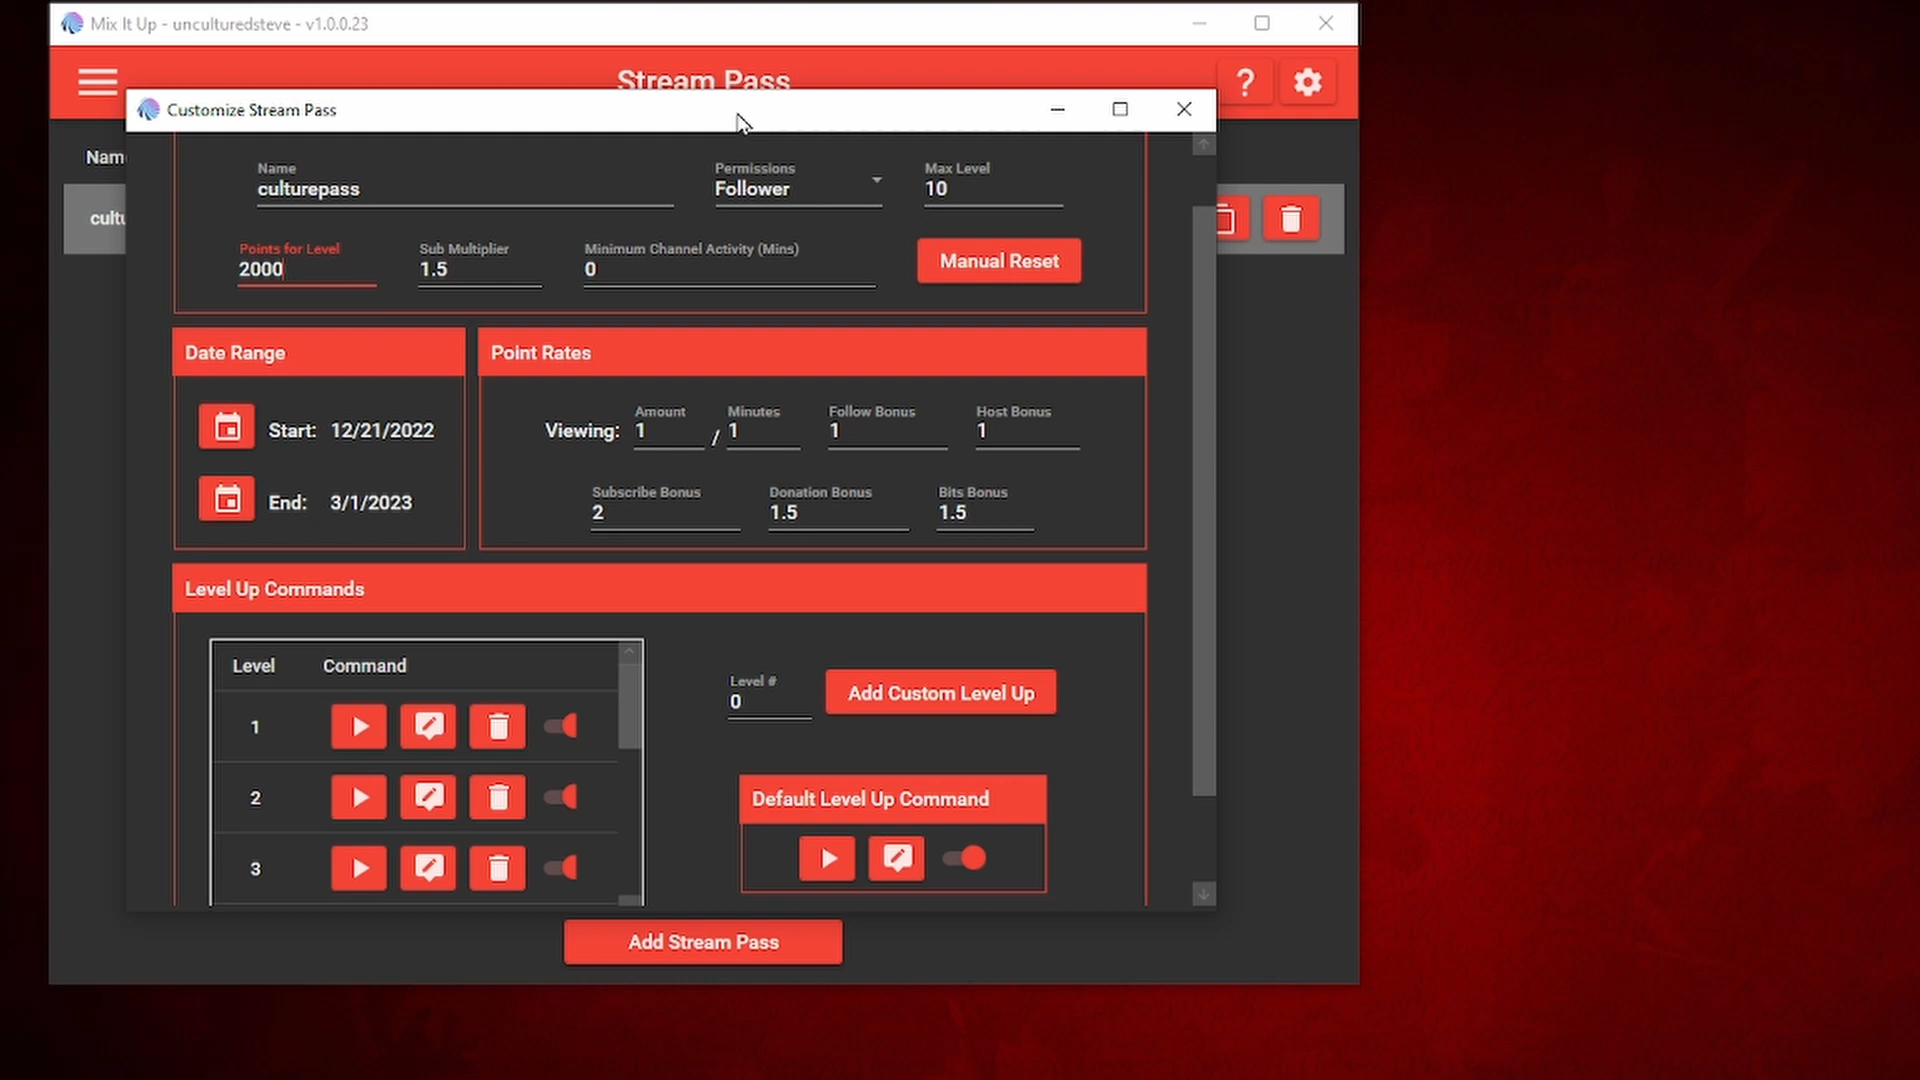 Mix It Up - unculturedsteve - v1.0.0.23
Stream Pass
?
Customize Stream Pass
Name
Permissions
Max Level
culturepass
Follower
10
Points for Level
Sub Multiplier
Minimum Channel Activity (Mins)
2000
1.5
0
Manual Reset
Date Range
Start: 12/21/2022
End: 3/1/2023
Point Rates
Viewing:
Amount
1
/
Minutes
1
Follow Bonus
1
Host Bonus
1
Subscribe Bonus
2
Donation Bonus
1.5
Bits Bonus
1.5
Level Up Commands
Level Command
1
2
3
Level #
0
Add Custom Level Up
Default Level Up Command
Add Stream Pass